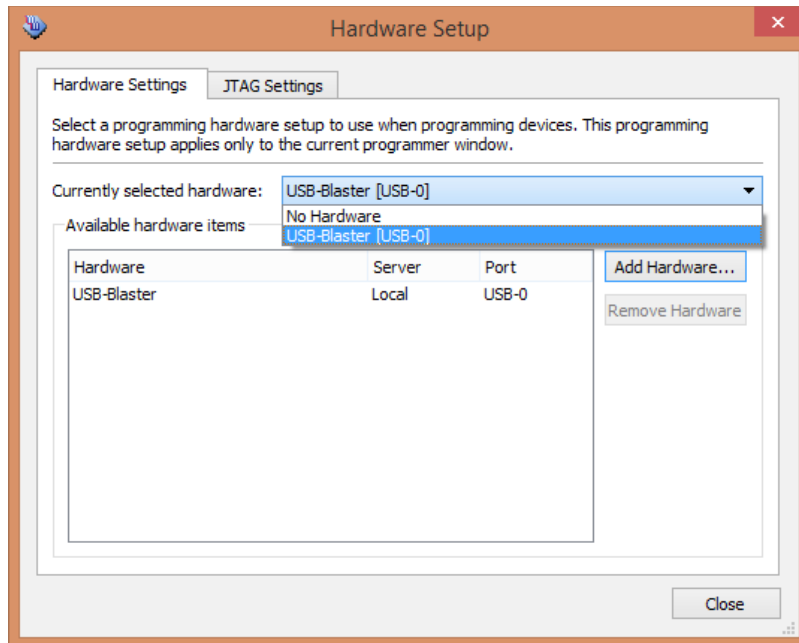 Hardware Setup
Hardware Settings
JTAG Settings
Select a programming hardware setup to use when programming devices. This programming
hardware setup applies only to the current programmer window.
Currently selected hardware: USB-Blaster [USB-0]
No Hardware
USB-Blaster [USB-0]
Available hardware items
Hardware Server Port
USB-Blaster Local USB-0
Add Hardware...
Remove Hardware
Close